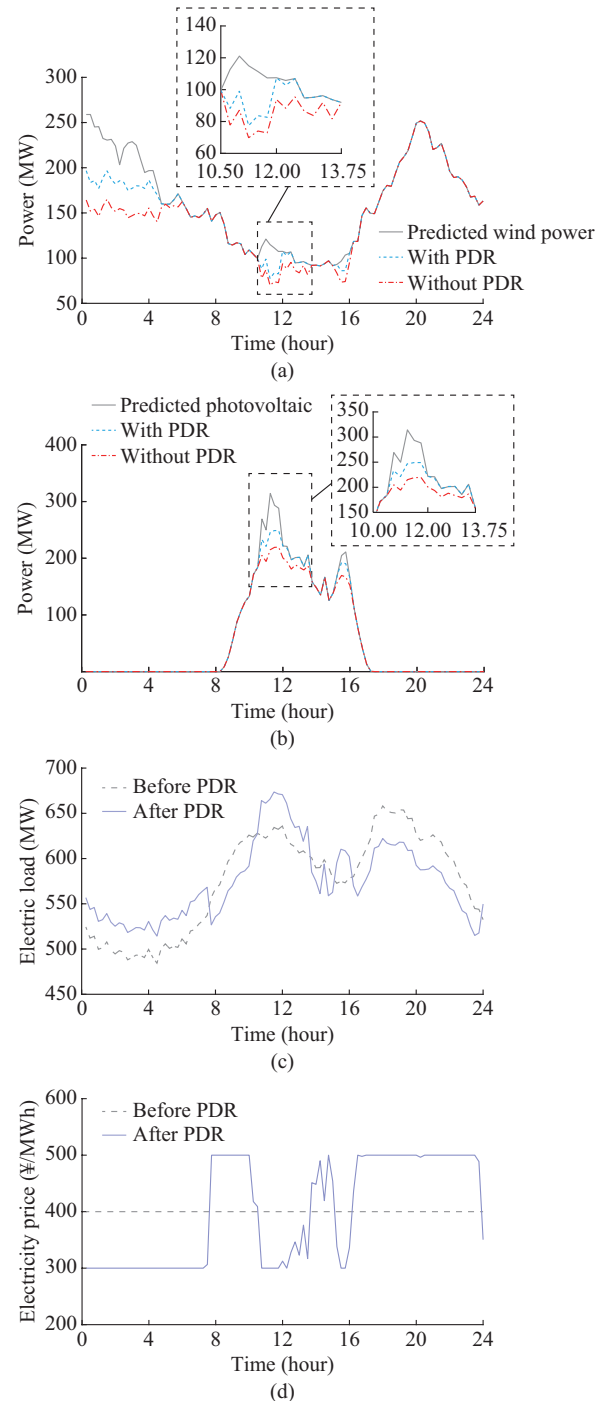 140
120
100
80
60
10.50 12.00 13.75
300
250
200
150
100
50
Power (MW)
Predicted wind power
With PDR
Without PDR
0 4 8 12 16 20 24
Time (hour)
(a)
Predicted photovoltaic
With PDR
Without PDR
350
300
250
200
150
10.00 12.00 13.75
400
300
200
100
Power (MW)
0 4 8 12 16 20 24
Time (hour)
(b)
700
650
600
550
500
450
Electric load (MW)
Before PDR
After PDR
0 4 8 12 16 20 24
Time (hour)
(c)
600
500
400
300
200
Electricity price (¥/MWh)
Before PDR
After PDR
0 4 8 12 16 20 24
Time (hour)
(d)